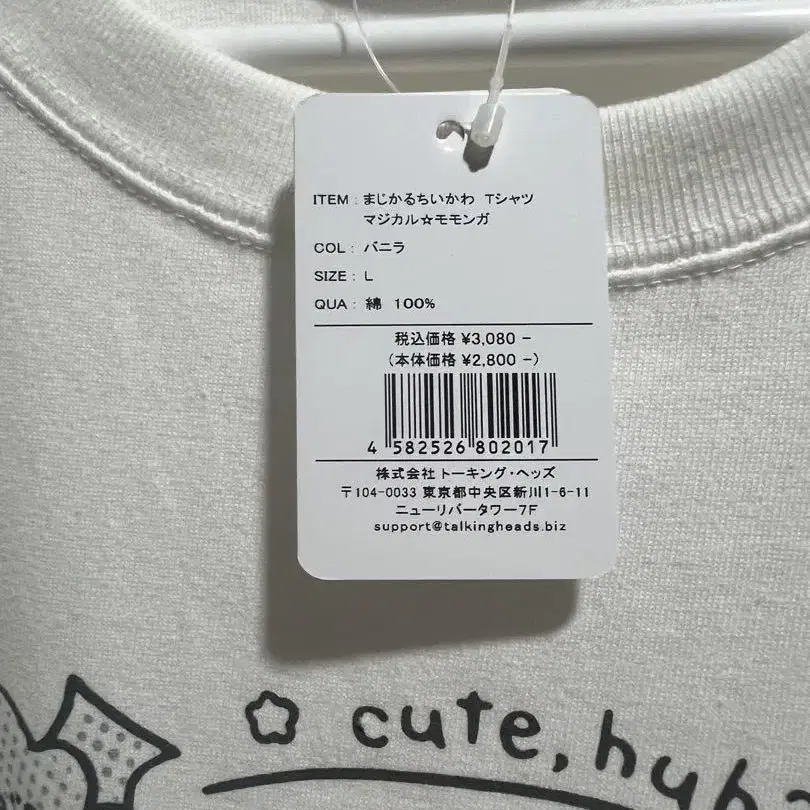 ITEM : まじかるちいかわ Tシャツ
マジカル☆モモンガ
COL : バニラ
SIZE : L
QUA : 綿 100%
税込価格 ¥3,080 -
(本体価格 ¥2,800 -)
4 582526 802017
株式会社 トーキング・ヘッズ
〒104-0033 東京都中央区新川1-6-11
ニューリバータワー7F
support@talkingheads.biz
cute,